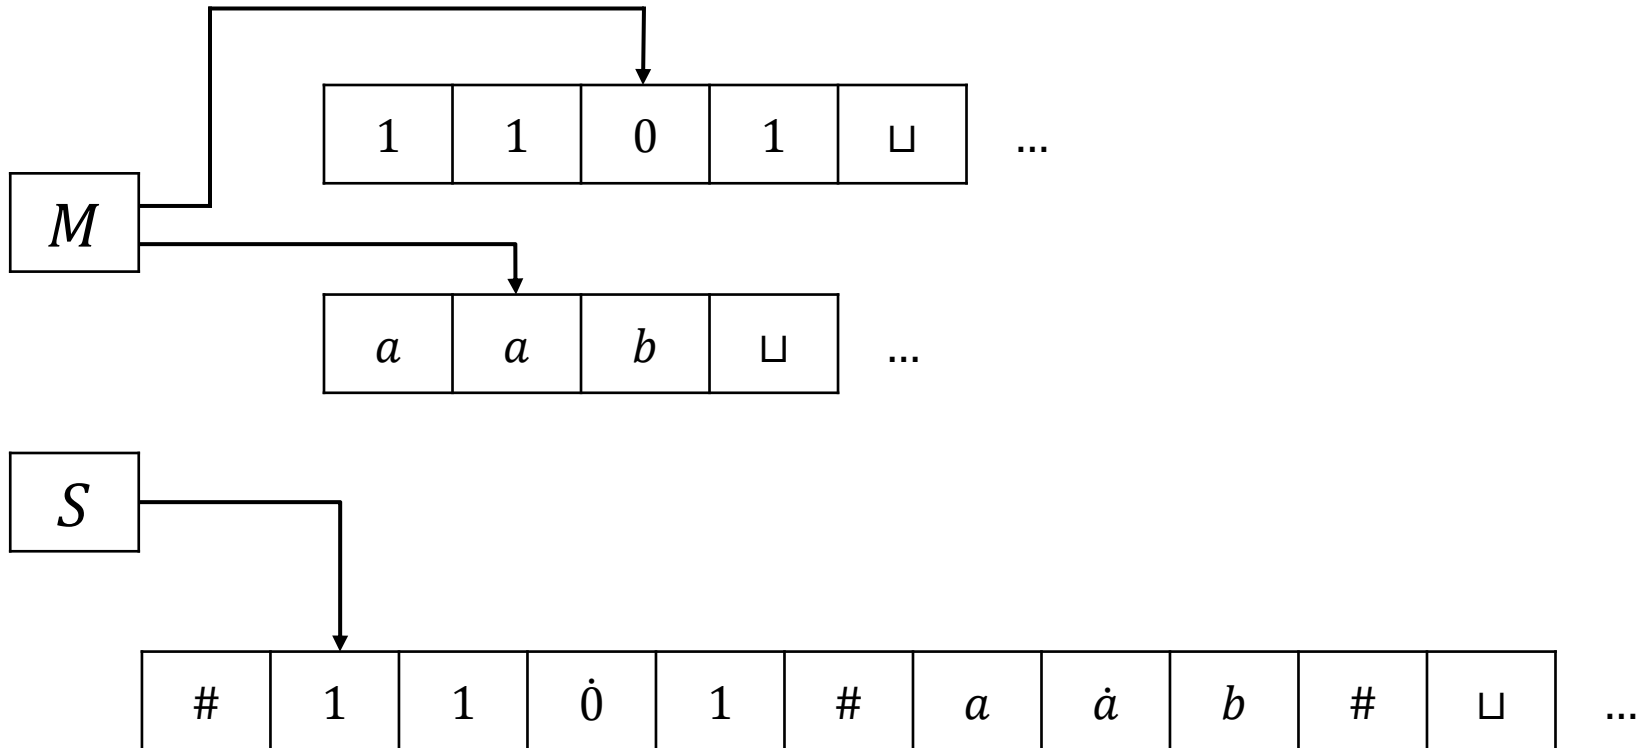 1 1 0 1 ⊔ ...
M
a a b ⊔ ...
S
# 1 1 0̇ 1 # a ȧ b # ⊔ ...